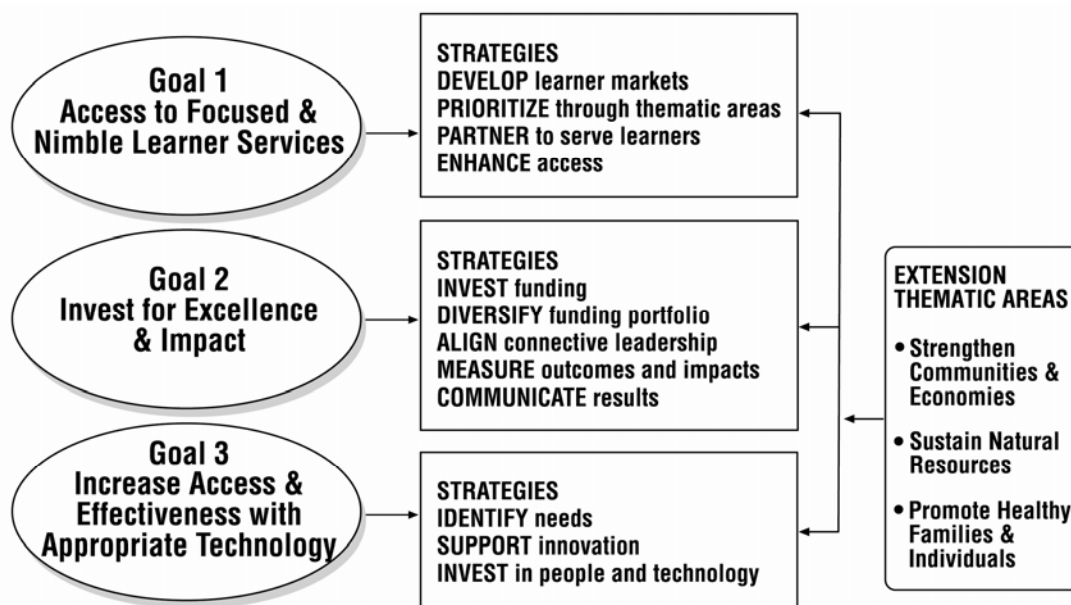 Goal 1
Access to Focused &
Nimble Learner Services
STRATEGIES
DEVELOP learner markets
PRIORITIZE through thematic areas
PARTNER to serve learners
ENHANCE access
Goal 2
Invest for Excellence
& Impact
STRATEGIES
INVEST funding
DIVERSIFY funding portfolio
ALIGN connective leadership
MEASURE outcomes and impacts
COMMUNICATE results
Goal 3
Increase Access &
Effectiveness with
Appropriate Technology
STRATEGIES
IDENTIFY needs
SUPPORT innovation
INVEST in people and technology
EXTENSION
THEMATIC AREAS
• Strengthen
Communities &
Economies
• Sustain Natural
Resources
• Promote Healthy
Families &
Individuals